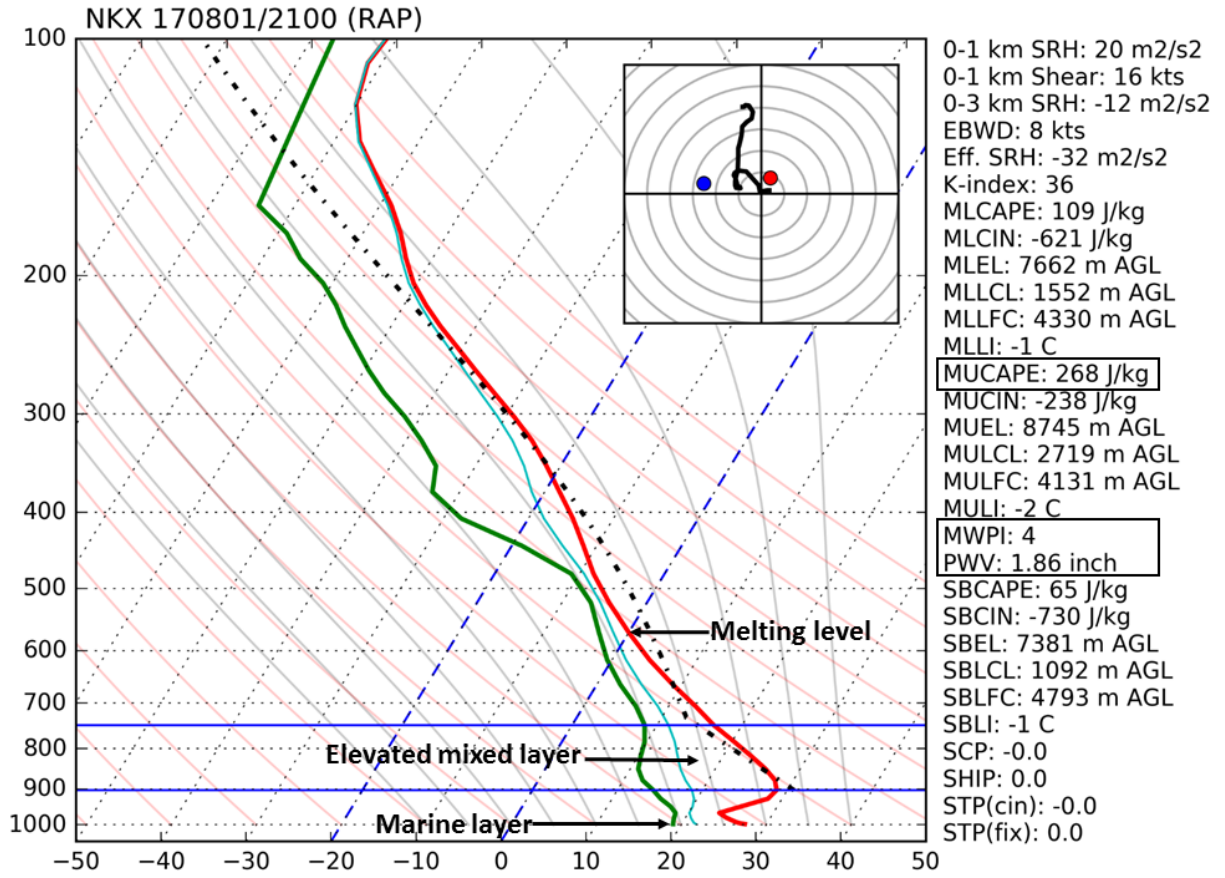 NKX 170801/2100 (RAP)
100
200
300
400
500
600
700
800
900
1000
−50
−40
−30
−20
−10
0
10
20
30
40
50
Melting level
Elevated mixed layer
Marine layer
0-1 km SRH: 20 m2/s2
0-1 km Shear: 16 kts
0-3 km SRH: -12 m2/s2
EBWD: 8 kts
Eff. SRH: -32 m2/s2
K-index: 36
MLCAPE: 109 J/kg
MLCIN: -621 J/kg
MLEL: 7662 m AGL
MLLCL: 1552 m AGL
MLLFC: 4330 m AGL
MLLI: -1 C
MUCAPE: 268 J/kg
MUCIN: -238 J/kg
MUEL: 8745 m AGL
MULCL: 2719 m AGL
MULFC: 4131 m AGL
MULI: -2 C
MWPI: 4
PWV: 1.86 inch
SBCAPE: 65 J/kg
SBCIN: -730 J/kg
SBEL: 7381 m AGL
SBLCL: 1092 m AGL
SBLFC: 4793 m AGL
SBLI: -1 C
SCP: -0.0
SHIP: 0.0
STP(cin): -0.0
STP(fix): 0.0